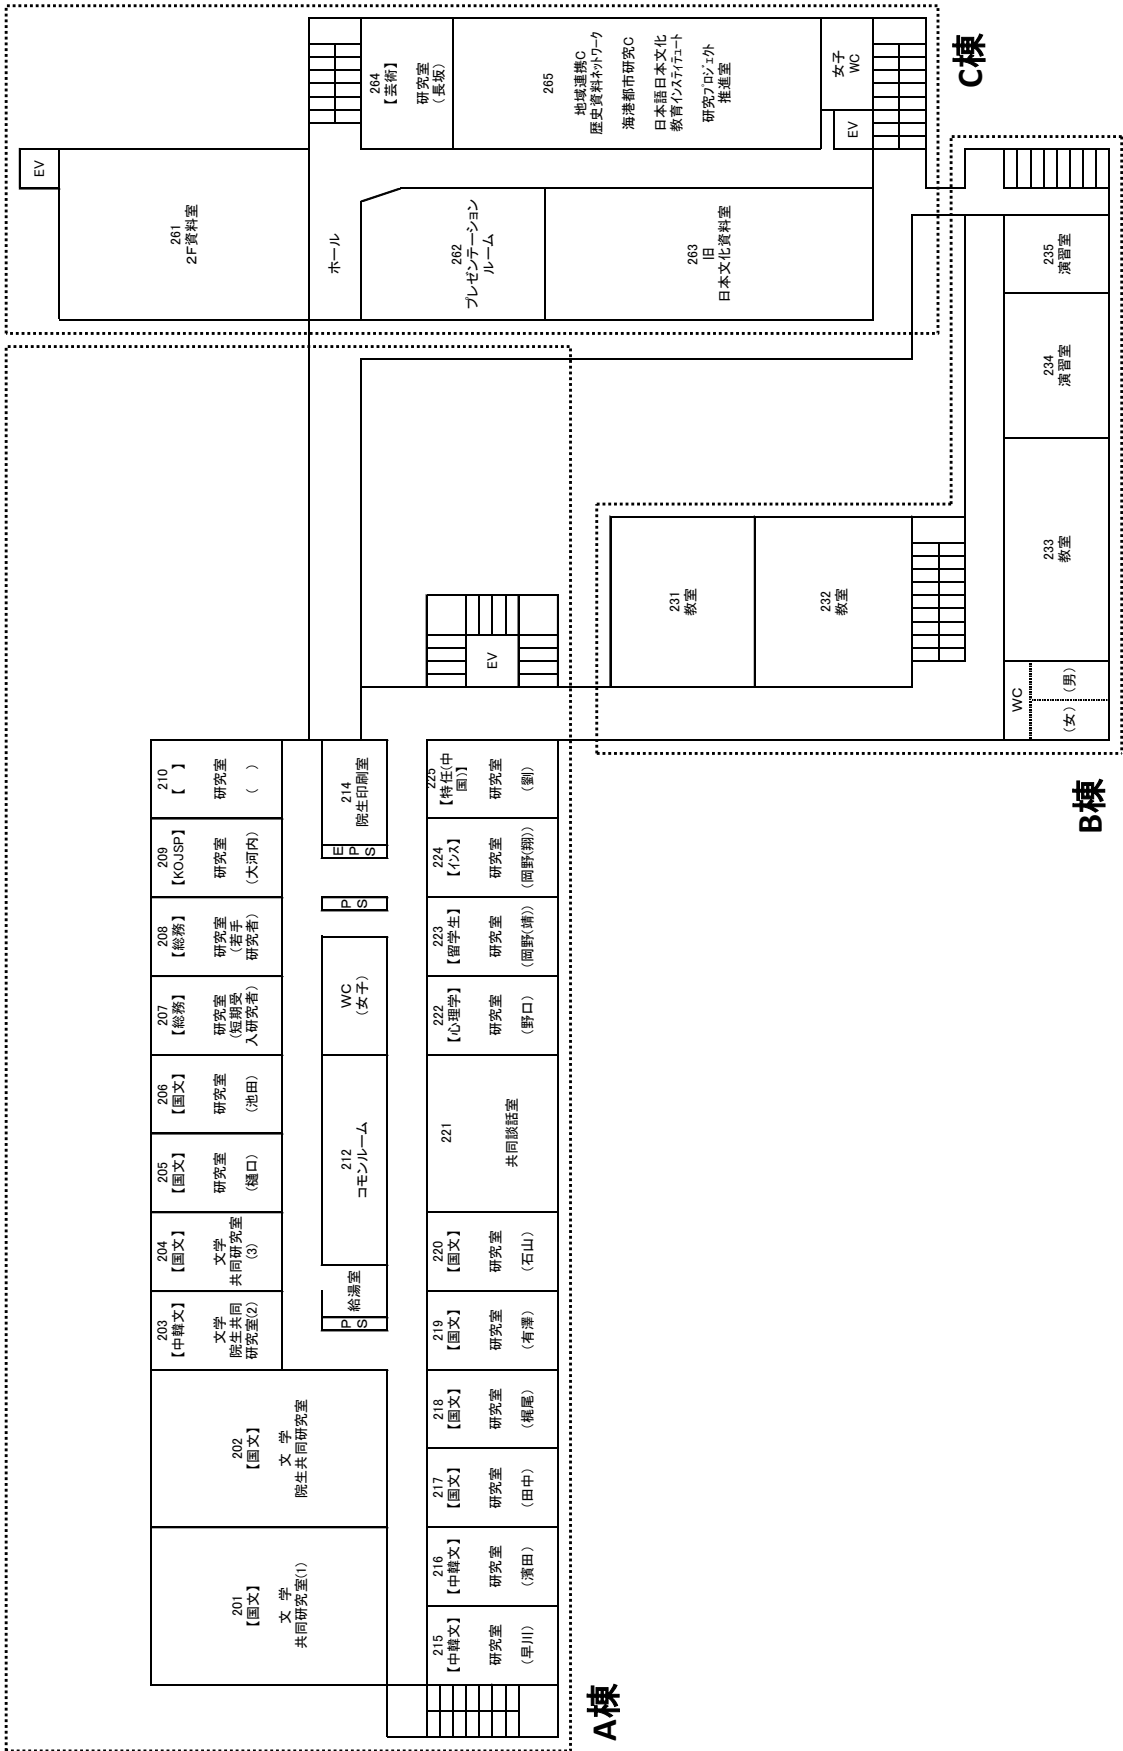 A棟
201
【国文】
文 学
共同研究室(1)
202
【国文】
文 学
院生共同研究室
203
【中韓文】
文学
院生共同
研究室(2)
204
【国文】
文学
共同研究室
(3)
205
【国文】
研究室
(樋口)
206
【国文】
研究室
(池田)
207
【総務】
研究室
(短期受
入研究者)
208
【総務】
研究室
(若手
研究者)
209
【KOJSP】
研究室
(大河内)
210
【 】
研究室
( )
PS
給湯室
212
コモンルーム
WC
(女子)
PS
EPS
214
院生印刷室
215
【中韓文】
研究室
(早川)
216
【中韓文】
研究室
(濱田)
217
【国文】
研究室
(田中)
218
【国文】
研究室
(梶尾)
219
【国文】
研究室
(有澤)
220
【国文】
研究室
(石山)
221
共同談話室
222
【心理学】
研究室
(野口)
223
【留学生】
研究室
(岡野(靖))
224
【インス】
研究室
(岡野(翔))
225
【特任(中
国)】
研究室
(劉)
EV
B棟
231
教室
232
教室
WC
(女)
(男)
233
教室
234
演習室
235
演習室
C棟
EV
261
2F資料室
ホール
262
プレゼンテーション
ルーム
263
旧
日本文化資料室
264
【芸術】
研究室
(長坂)
265
地域連携C
歴史資料ネットワーク
海港都市研究C
日本語日本文化
教育インスティテュート
研究プロジェクト
推進室
女子
WC
EV